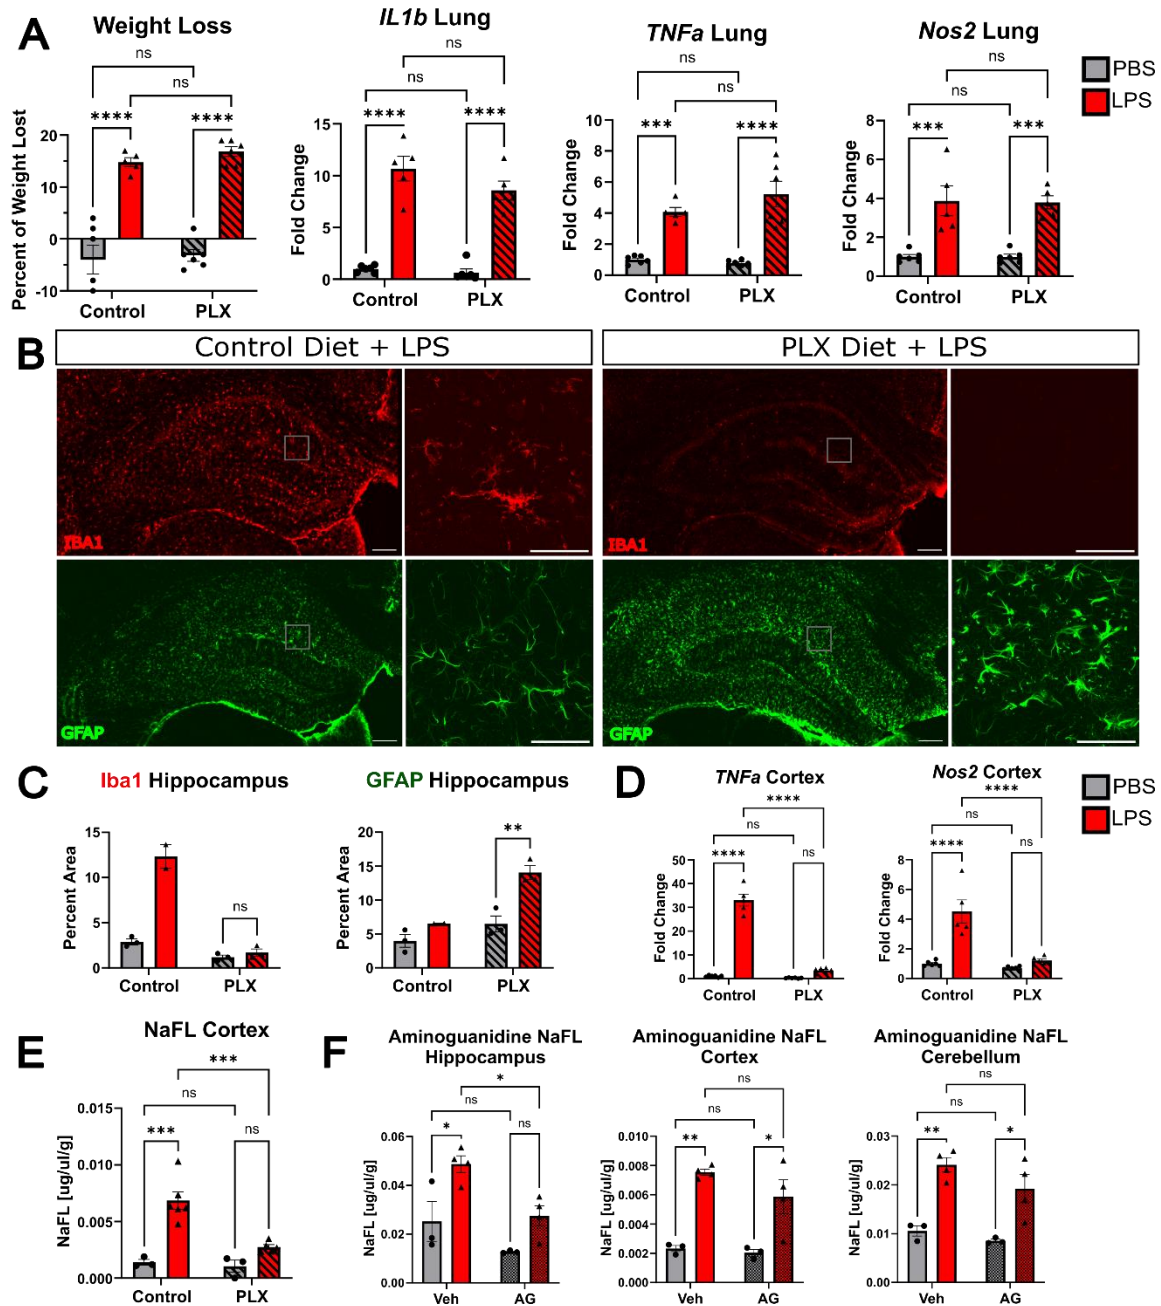 A
Weight Loss
ns
ns
****
****
Percent of Weight Lost
20
10
0
-10
Control
PLX
IL1b Lung
ns
ns
****
****
Fold Change
15
10
5
0
Control
PLX
TNFa Lung
ns
ns
***
****
Fold Change
10
8
6
4
2
0
Control
PLX
Nos2 Lung
ns
ns
***
***
Fold Change
8
6
4
2
0
Control
PLX
PBS
LPS
B
Control Diet + LPS
PLX Diet + LPS
IBA1
IBA1
GFAP
GFAP
C
Iba1 Hippocampus
Percent Area
15
10
5
0
ns
Control
PLX
GFAP Hippocampus
Percent Area
20
15
10
5
0
**
Control
PLX
D
TNFa Cortex
****
ns
****
ns
Fold Change
50
40
30
20
10
0
Control
PLX
Nos2 Cortex
****
ns
****
ns
Fold Change
8
6
4
2
0
Control
PLX
PBS
LPS
E
NaFL Cortex
***
ns
***
ns
NaFL [ug/ul/g]
0.015
0.010
0.005
0.000
Control
PLX
F
Aminoguanidine NaFL
Hippocampus
*
ns
*
ns
NaFL [ug/ul/g]
0.06
0.04
0.02
0.00
Veh
AG
Aminoguanidine NaFL
Cortex
ns
ns
**
*
NaFL [ug/ul/g]
0.010
0.008
0.006
0.004
0.002
0.000
Veh
AG
Aminoguanidine NaFL
Cerebellum
ns
ns
**
*
NaFL [ug/ul/g]
0.03
0.02
0.01
0.00
Veh
AG